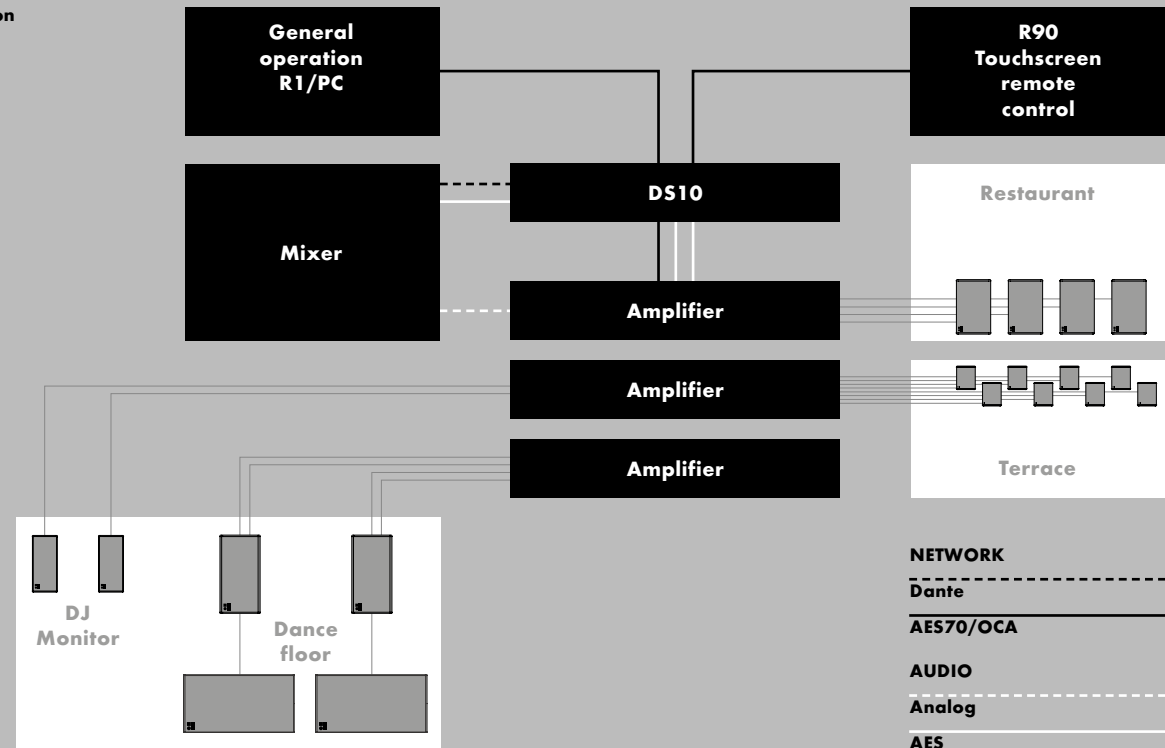 General
operation
R1/PC
R90
Touchscreen
remote
control
Mixer
DS10
Restaurant
Amplifier
Amplifier
Amplifier
Terrace
DJ
Monitor
Dance
floor
NETWORK
Dante
AES70/OCA
AUDIO
Analog
AES